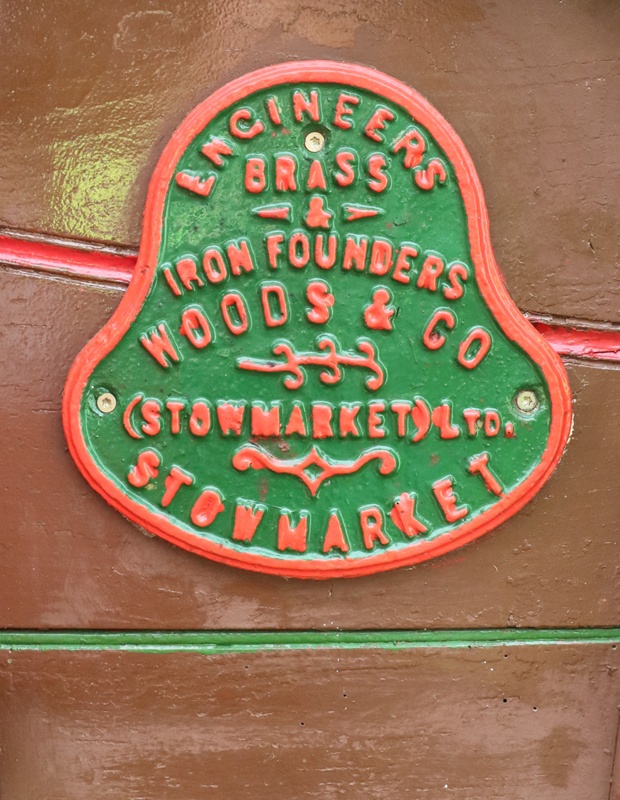 ENGINEERS
BRASS
&
IRON FOUNDERS
WOODS & CO
(STOWMARKET) LTD.
STOWMARKET